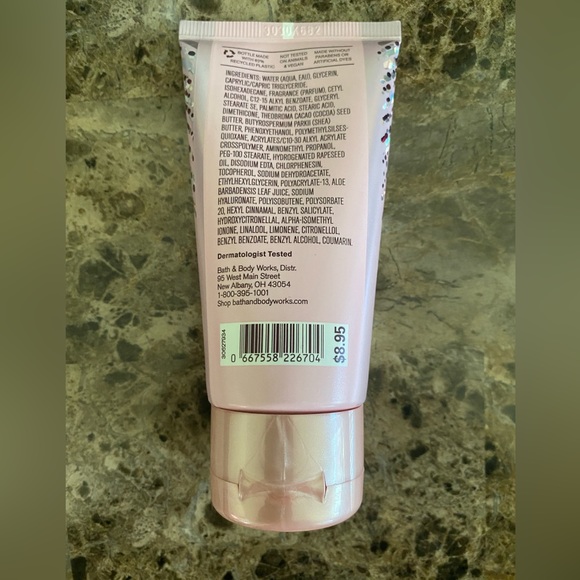 BOTTLE MADE
WITH 69%
RECYCLED PLASTIC.
NOT TESTED
ON ANIMALS
& VEGAN
MADE WITHOUT
PARABENS OR
ARTIFICIAL DYES
INGREDIENTS: WATER (AQUA, EAU), GLYCERIN,
CAPRYLIC/CAPRIC TRIGLYCERIDE,
ISOHEXADECANE, FRAGRANCE (PARFUM), CETYL
ALCOHOL, C12-15 ALKYL BENZOATE, GLYCERYL
STEARATE SE, PALMITIC ACID, STEARIC ACID,
DIMETHICONE, THEOBROMA CACAO (COCOA) SEED
BUTTER, BUTYROSPERMUM PARKII (SHEA)
BUTTER, PHENOXYETHANOL, POLYMETHYLSILSES-
QUIOXANE, ACRYLATES/C10-30 ALKYL ACRYLATE
CROSSPOLYMER, AMINOMETHYL PROPANOL,
PEG-100 STEARATE, HYDROGENATED RAPESEED
OIL, DISODIUM EDTA, CHLORPHENESIN,
TOCOPHEROL, SODIUM DEHYDROACETATE,
ETHYLHEXYLGLYCERIN, POLYACRYLATE-13, ALOE
BARBADENSIS LEAF JUICE, SODIUM
HYALURONATE, POLYISOBUTENE, POLYSORBATE
20, HEXYL CINNAMAL, BENZYL SALICYLATE,
HYDROXYCITRONELLAL, ALPHA-ISOMETHYL
IONONE, LINALOOL, LIMONENE, CITRONELLOL,
BENZYL BENZOATE, BENZYL ALCOHOL, COUMARIN.
Dermatologist Tested
Bath & Body Works, Distr.
95 West Main Street
New Albany, OH 43054
1-800-395-1001
Shop bathandbodyworks.com
0 667558 226704
$8.95